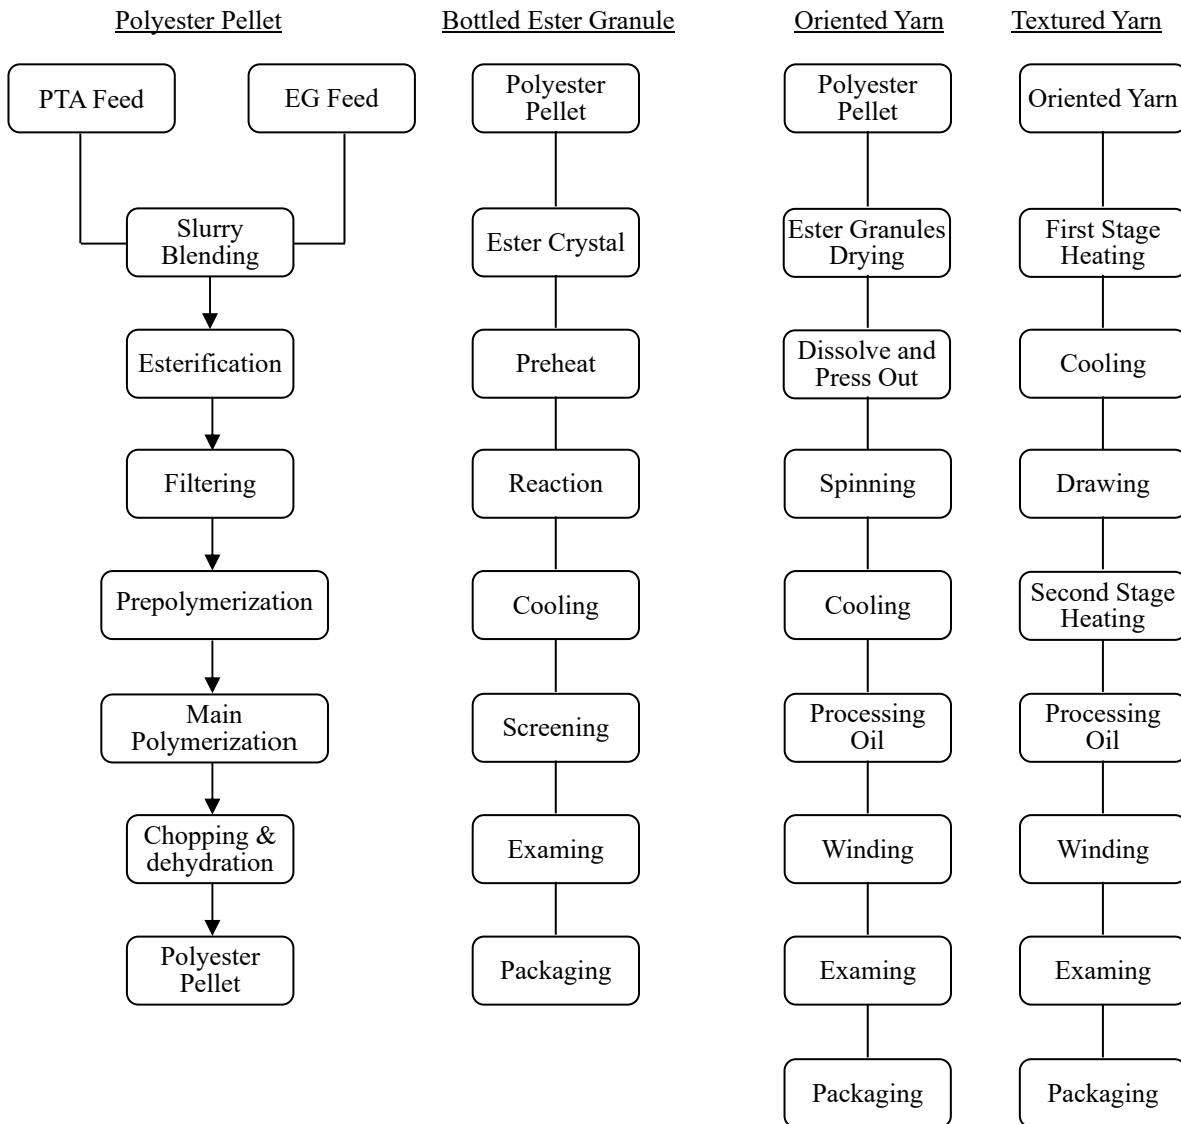 Polyester Pellet
PTA Feed
EG Feed
Slurry
Blending
Esterification
Filtering
Prepolymerization
Main
Polymerization
Chopping &
dehydration
Polyester
Pellet
Bottled Ester Granule
Polyester
Pellet
Ester Crystal
Preheat
Reaction
Cooling
Screening
Examing
Packaging
Oriented Yarn
Polyester
Pellet
Ester Granules
Drying
Dissolve and
Press Out
Spinning
Cooling
Processing
Oil
Winding
Examing
Packaging
Textured Yarn
Oriented Yarn
First Stage
Heating
Cooling
Drawing
Second Stage
Heating
Processing
Oil
Winding
Examing
Packaging